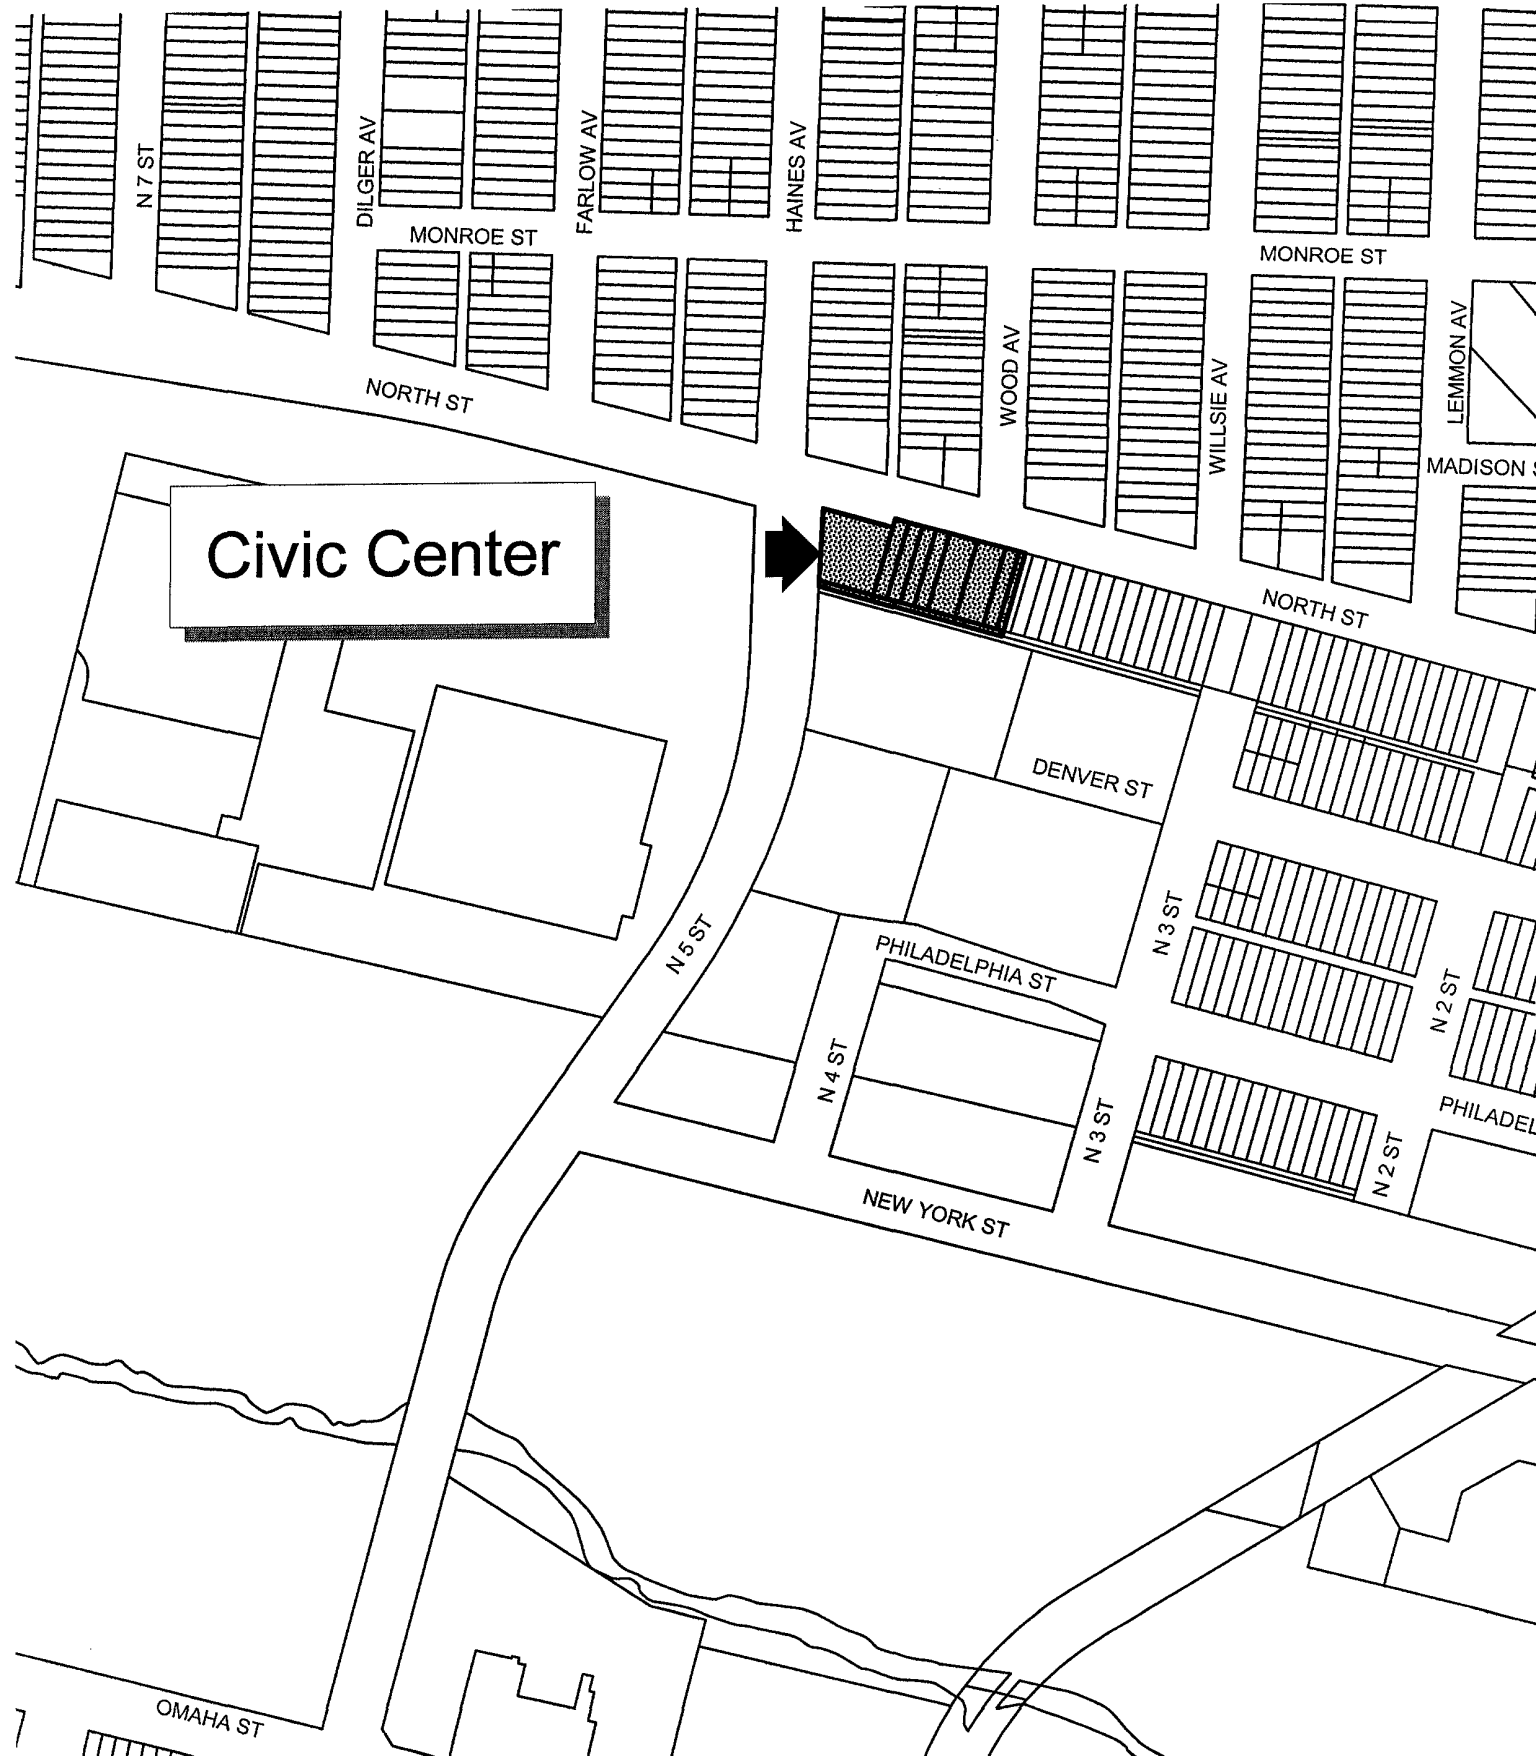 N 7 ST
DILGER AV
FARLOW AV
HAINES AV
MONROE ST
MONROE ST
WOOD AV
WILLSIE AV
LEMMON AV
NORTH ST
MADISON
Civic Center
NORTH ST
DENVER ST
N 3 ST
N 5 ST
PHILADELPHIA ST
N 2 ST
N 4 ST
N 3 ST
PHILADEL
N 2 ST
NEW YORK ST
OMAHA ST